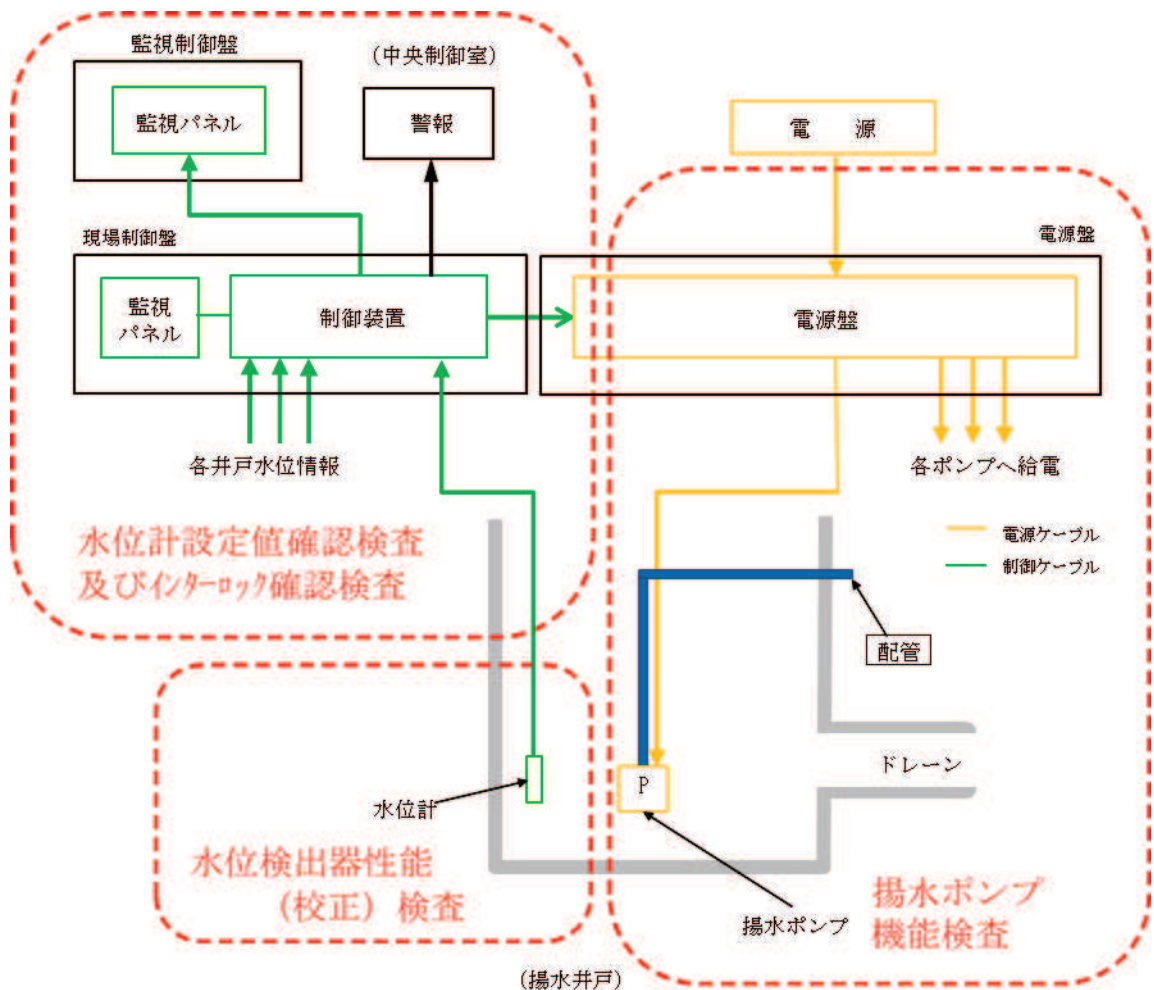 監視制御盤
(中央制御室)
監視パネル
警報
電　源
現場制御盤
電源盤
監視
パネル
制御装置
電源盤
各井戸水位情報
各ポンプへ給電
水位計設定値確認検査
及びインターロック確認検査
電源ケーブル
制御ケーブル
配管
ドレーン
P
水位計
水位検出器性能
(校正)検査
揚水ポンプ
揚水ポンプ
機能検査
(揚水井戸)